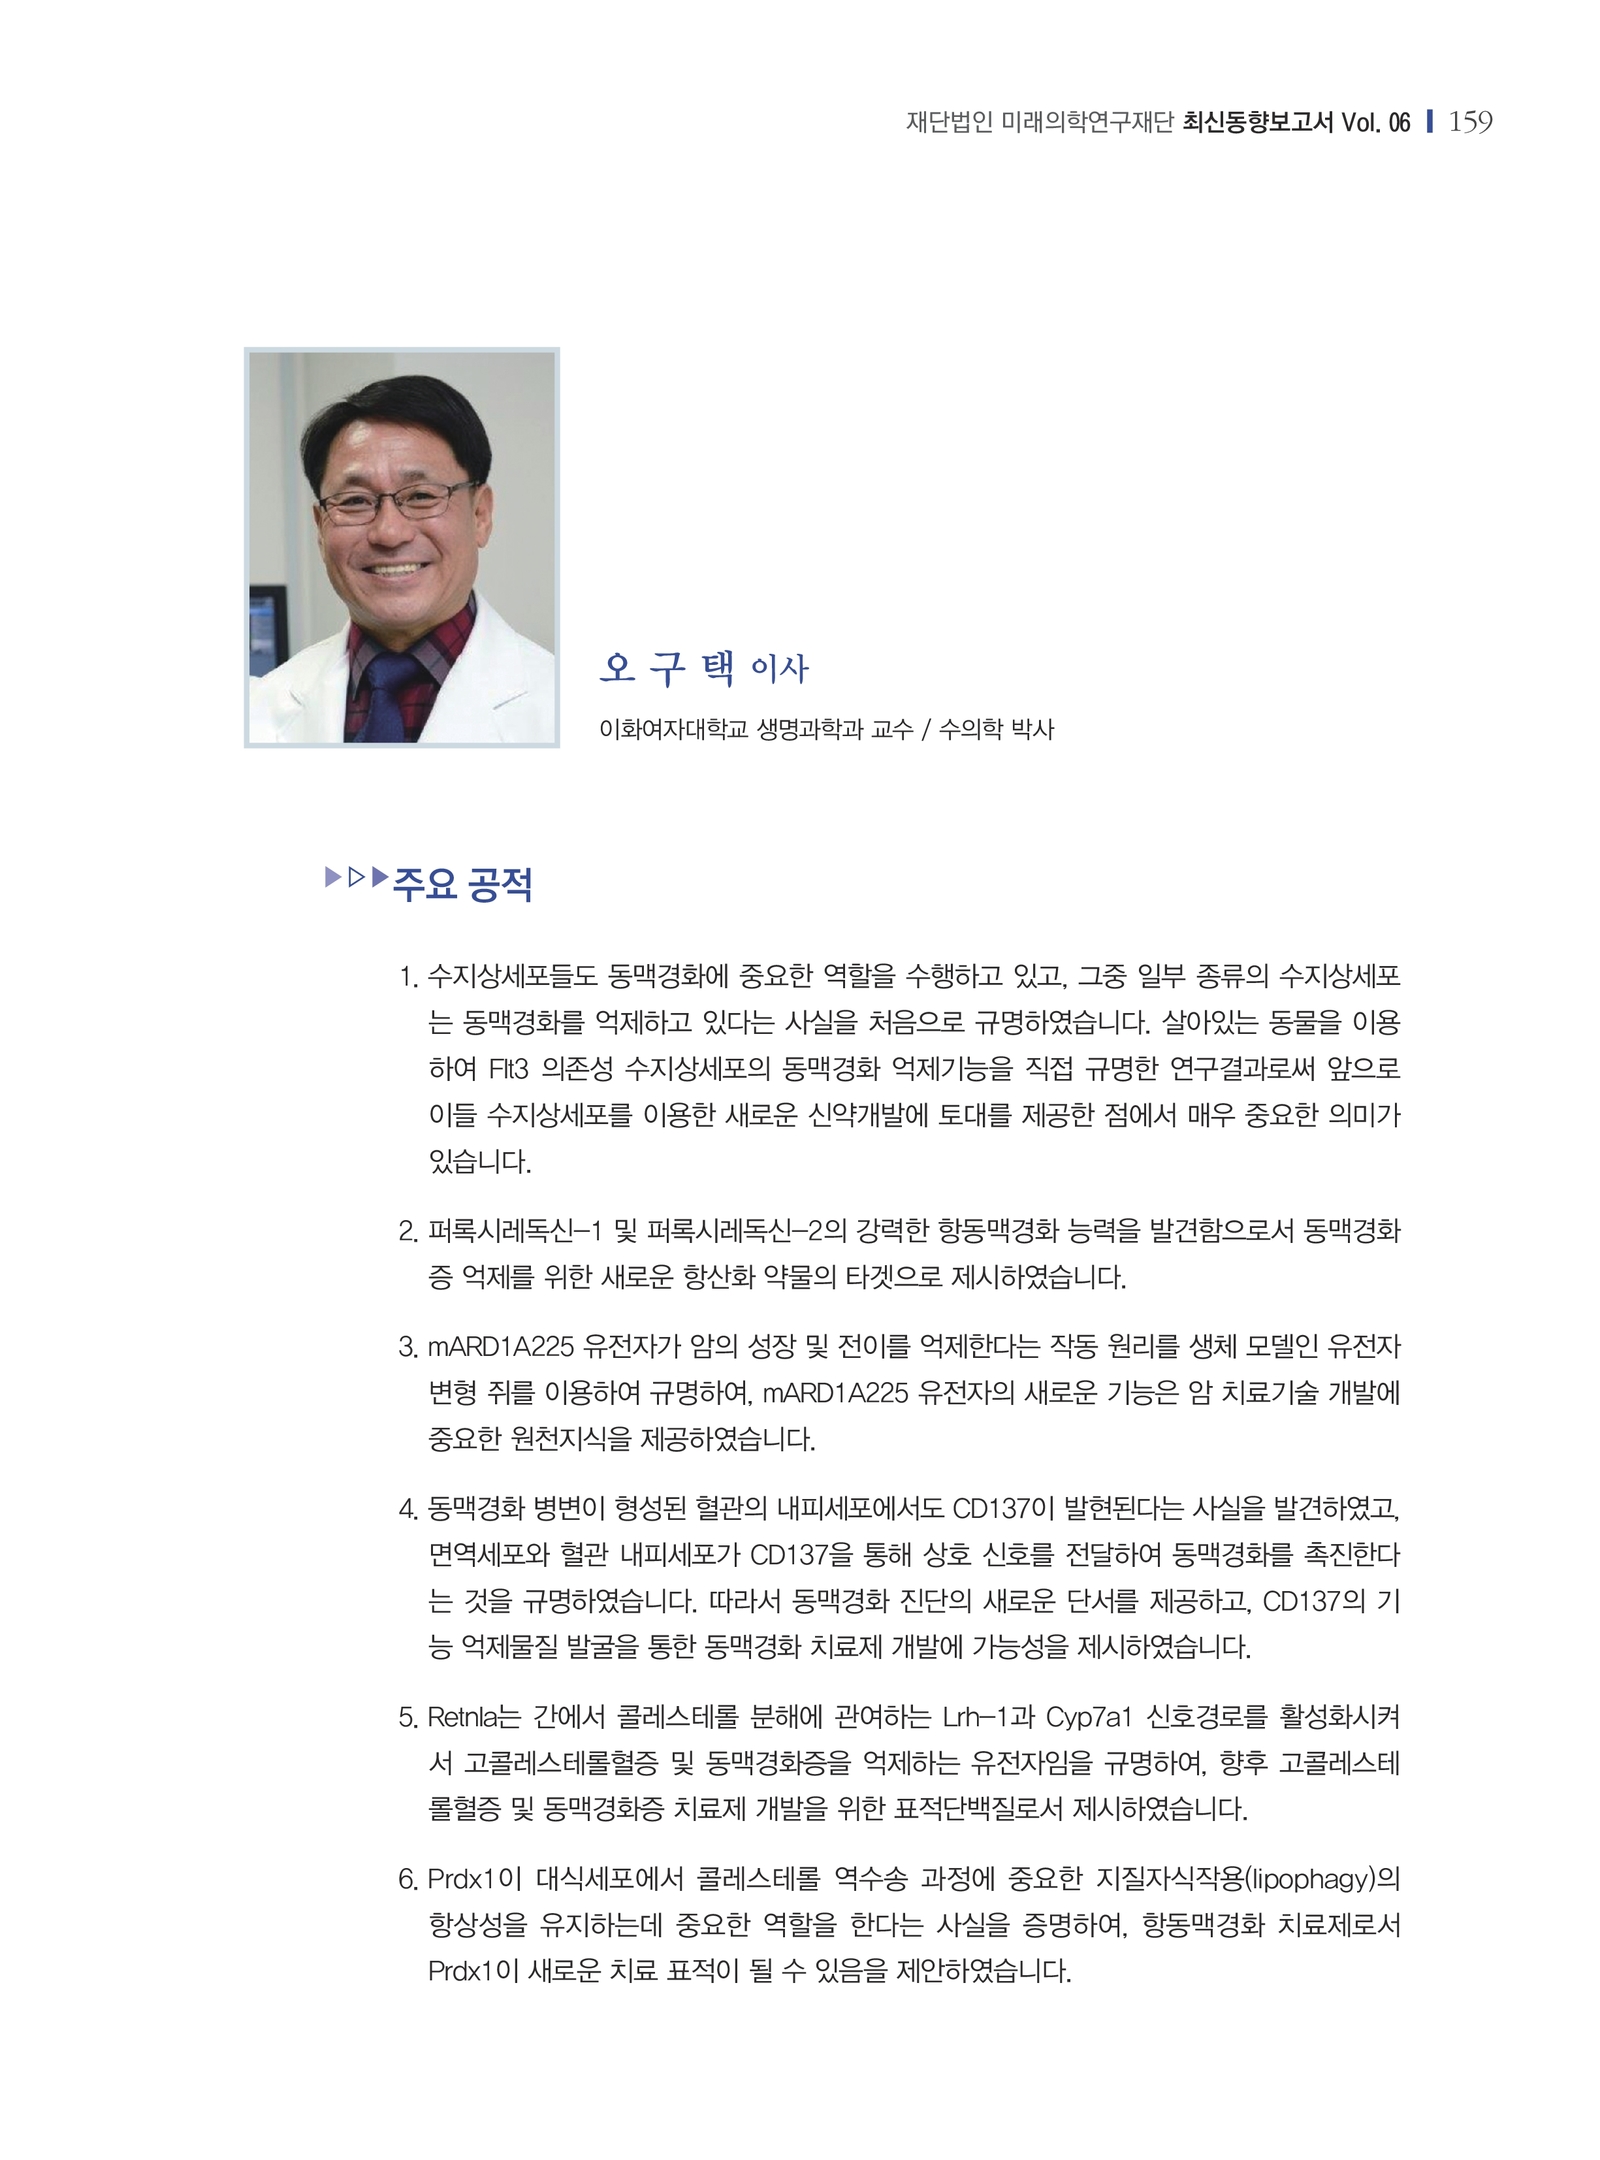 재단법인 미래의학연구재단 최신동향보고서 Vol. 06 159
오 구 택 이사
이화여자대학교 생명과학과 교수 / 수의학 박사
주요 공적
1. 수지상세포들도 동맥경화에 중요한 역할을 수행하고 있고, 그중 일부 종류의 수지상세포
는 동맥경화를 억제하고 있다는 사실을 처음으로 규명하였습니다. 살아있는 동물을 이용
하여 Flt3 의존성 수지상세포의 동맥경화 억제기능을 직접 규명한 연구결과로써 앞으로
이들 수지상세포를 이용한 새로운 신약개발에 토대를 제공한 점에서 매우 중요한 의미가
있습니다.
2. 퍼록시레독신-1 및 퍼록시레독신-2의 강력한 항동맥경화 능력을 발견함으로서 동맥경화
증 억제를 위한 새로운 항산화 약물의 타겟으로 제시하였습니다.
3. mARD1A225 유전자가 암의 성장 및 전이를 억제한다는 작동 원리를 생체 모델인 유전자
변형 쥐를 이용하여 규명하여, mARD1A225 유전자의 새로운 기능은 암 치료기술 개발에
중요한 원천지식을 제공하였습니다.
4. 동맥경화 병변이 형성된 혈관의 내피세포에서도 CD137이 발현된다는 사실을 발견하였고,
면역세포와 혈관 내피세포가 CD137을 통해 상호 신호를 전달하여 동맥경화를 촉진한다
는 것을 규명하였습니다. 따라서 동맥경화 진단의 새로운 단서를 제공하고, CD137의 기
능 억제물질 발굴을 통한 동맥경화 치료제 개발에 가능성을 제시하였습니다.
5. Retnla는 간에서 콜레스테롤 분해에 관여하는 Lrh-1과 Cyp7a1 신호경로를 활성화시켜
서 고콜레스테롤혈증 및 동맥경화증을 억제하는 유전자임을 규명하여, 향후 고콜레스테
롤혈증 및 동맥경화증 치료제 개발을 위한 표적단백질로서 제시하였습니다.
6. Prdx1이 대식세포에서 콜레스테롤 역수송 과정에 중요한 지질자식작용(lipophagy)의
항상성을 유지하는데 중요한 역할을 한다는 사실을 증명하여, 항동맥경화 치료제로서
Prdx1이 새로운 치료 표적이 될 수 있음을 제안하였습니다.